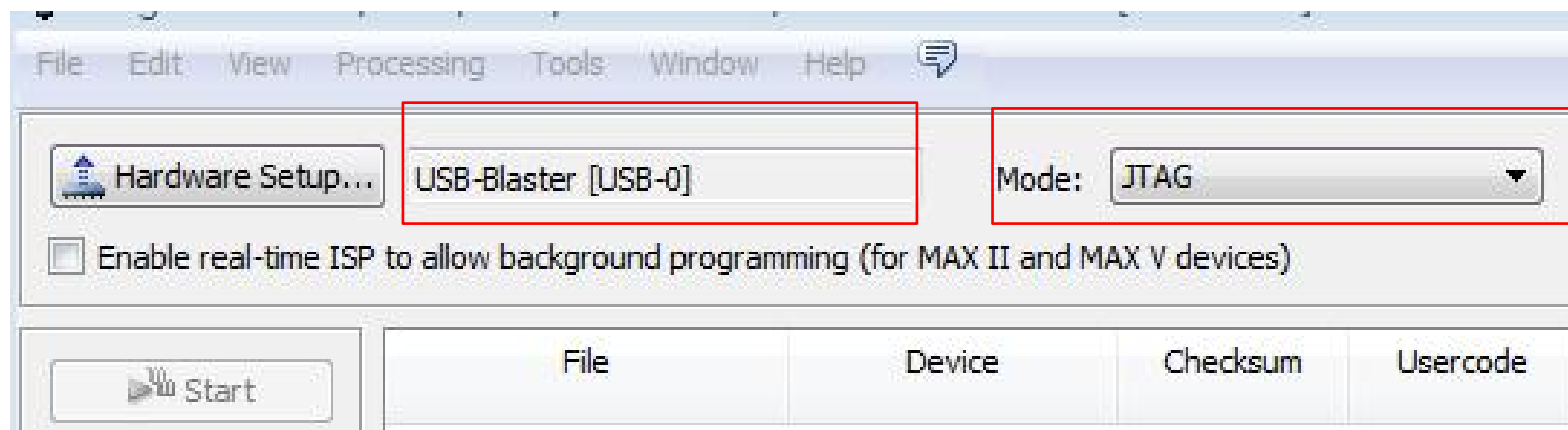 File Edit View Processing Tools Window Help
Hardware Setup... USB-Blaster [USB-0] Mode: JTAG
Enable real-time ISP to allow background programming (for MAX II and MAX V devices)
Start File Device Checksum Usercode